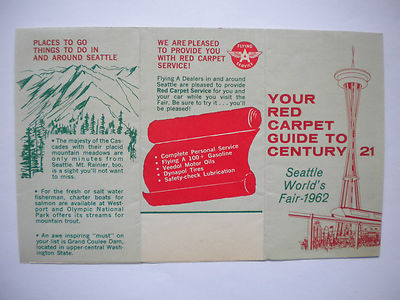 PLACES TO GO
THINGS TO DO IN
AND AROUND SEATTLE
• The majesty of the Cas-
cades with their placid
mountain meadows are
only minutes from
Seattle. Mt. Rainier, too,
is a sight you'll not want
to miss.
• For the fresh or salt water
fisherman, charter boats for
salmon are available at West-
port and Olympic National
Park offers its streams for
mountain trout.
• An awe inspiring "must" on
your list is Grand Coulee Dam,
located in upper-central Wash-
ington State.
WE ARE PLEASED
TO PROVIDE YOU
WITH RED CARPET
SERVICE!
FLYING
A
SERVICE
Flying A Dealers in and around
Seattle are pleased to provide
Red Carpet Service for you and
your car while you visit the
Fair. Be sure to try it . . . you'll
be pleased!
• Complete Personal Service
• Flying A 100+ Gasoline
• Veedol Motor Oils
• Dynapol Tires
• Safety-check Lubrication
YOUR
RED
CARPET
GUIDE TO
CENTURY 21
Seattle
World's
Fair-1962